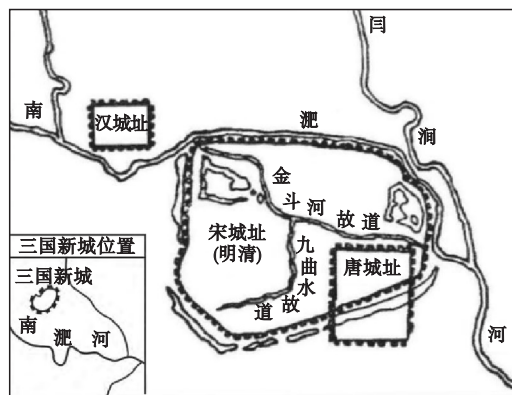 南
淝
河
汉城址
闫
涧
金
斗
河
故
道
宋城址
(明清)
九
曲
水
故
道
唐城址
三国新城位置
三国新城
南
淝
河